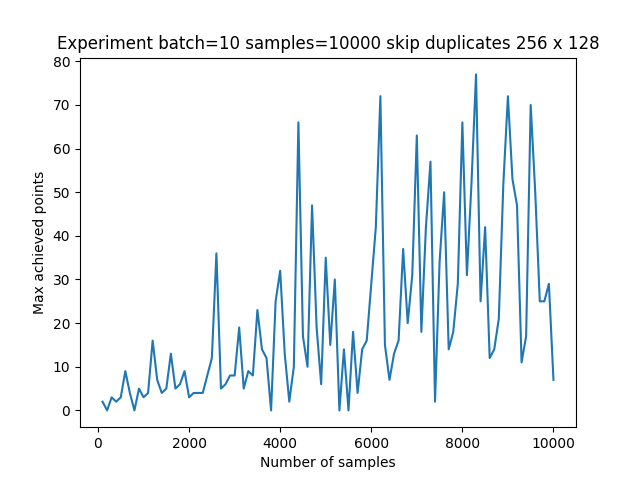 Experiment batch=10 samples=10000 skip duplicates 256 x 128
80
70
60
50
40
30
20
10
0
Max achieved points
0 2000 4000 6000 8000 10000
Number of samples